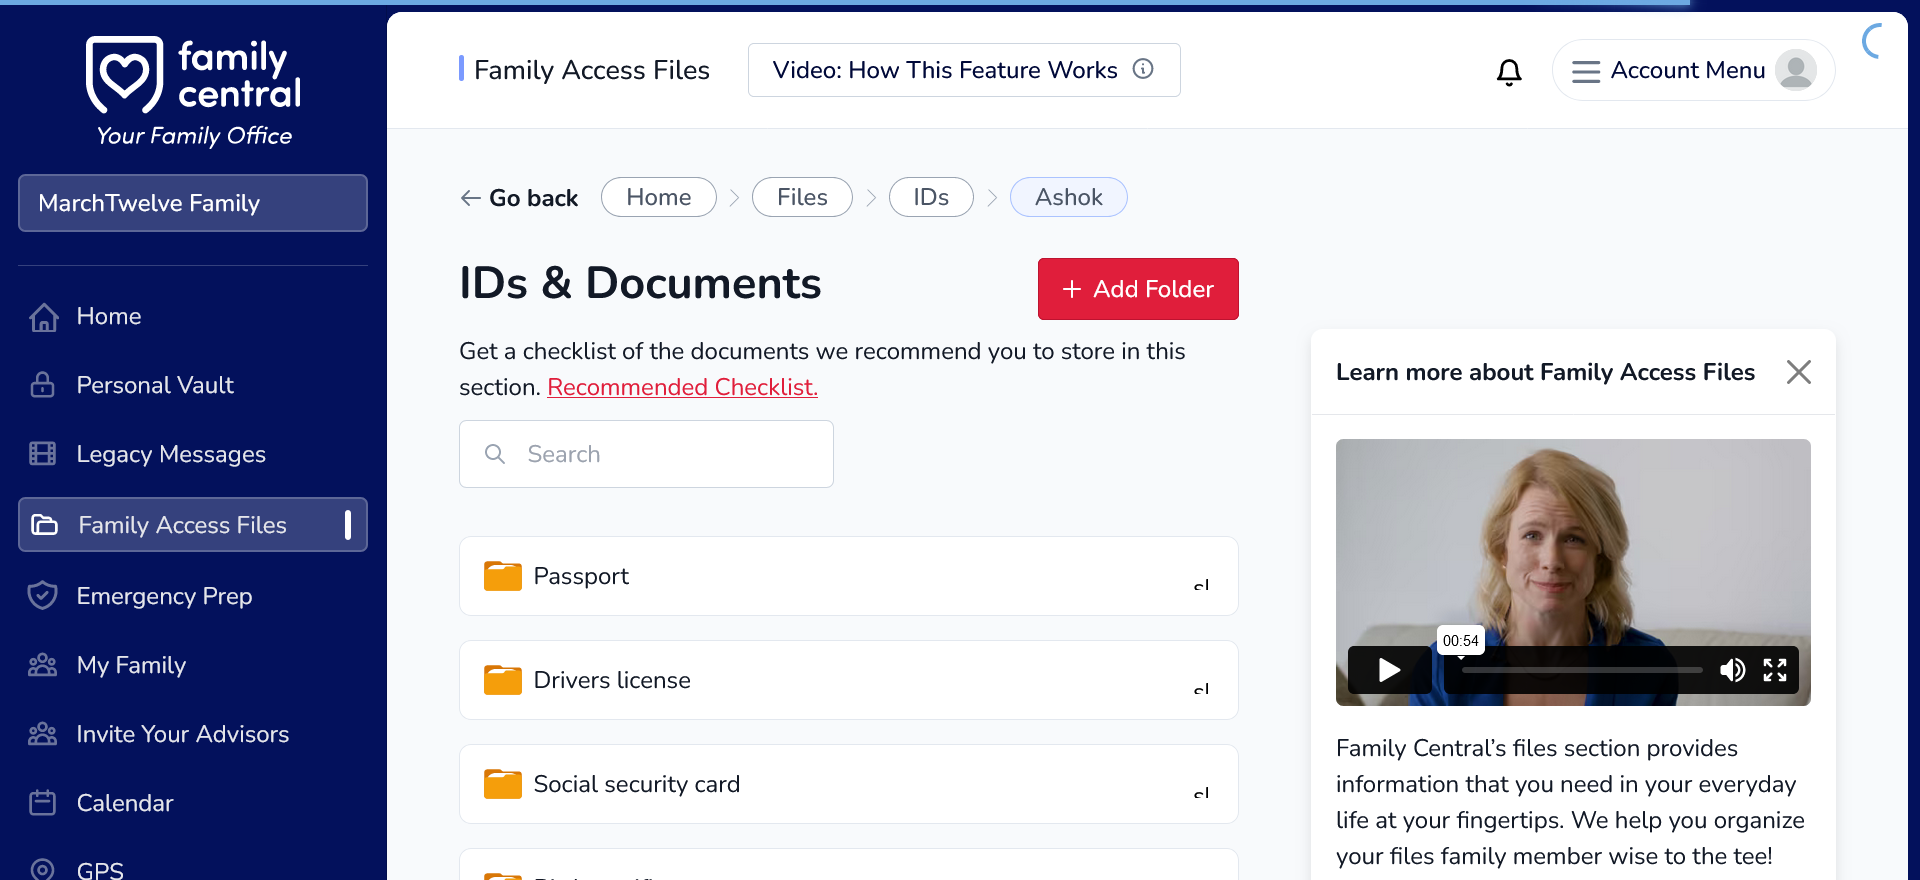 family
central
Your Family Office
MarchTwelve Family
Home
Personal Vault
Legacy Messages
Family Access Files
Emergency Prep
My Family
Invite Your Advisors
Calendar
GPS
Family Access Files
Video: How This Feature Works
Account Menu
Go back
Home
Files
IDs
Ashok
IDs & Documents
Add Folder
Get a checklist of the documents we recommend you to store in this
section. Recommended Checklist.
Search
Passport
Drivers license
Social security card
Learn more about Family Access Files
00:54
Family Central’s files section provides
information that you need in your everyday
life at your fingertips. We help you organize
your files family member wise to the tee!